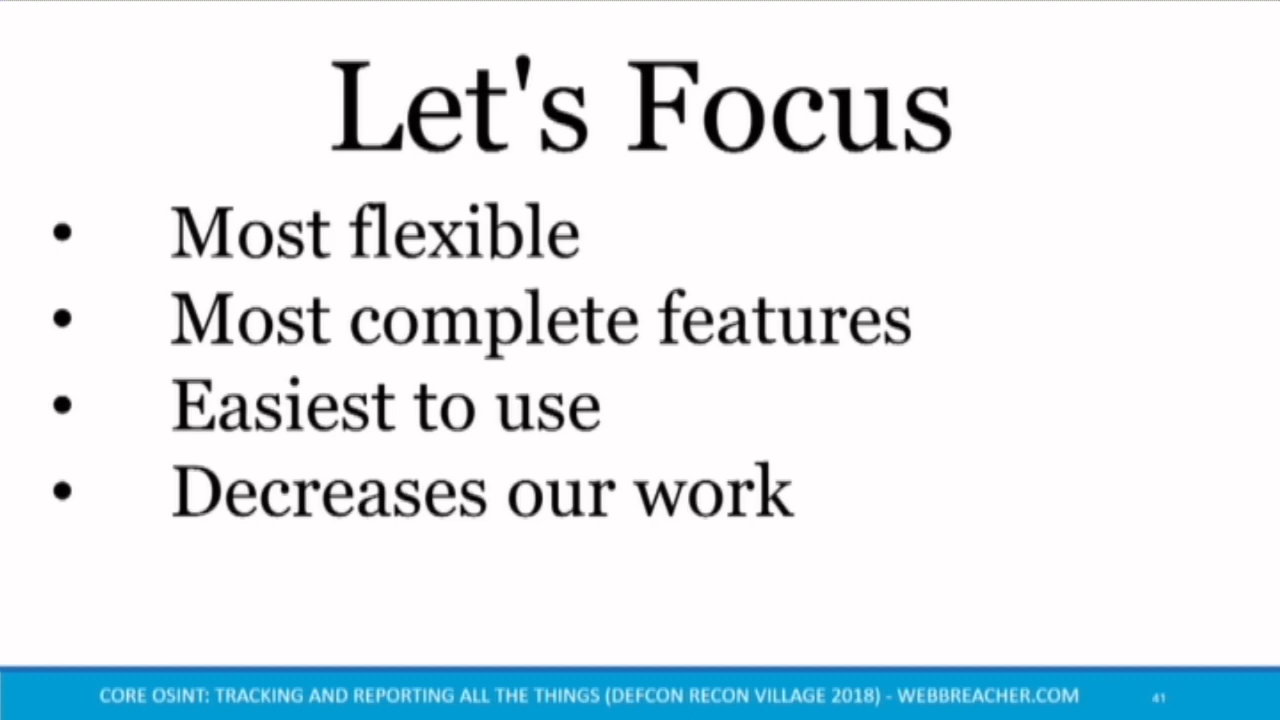 Let's Focus
• Most flexible
• Most complete features
• Easiest to use
• Decreases our work
CORE OSINT: TRACKING AND REPORTING ALL THE THINGS (DEFCON RECON VILLAGE 2018) - WEBBREACHER.COM 41